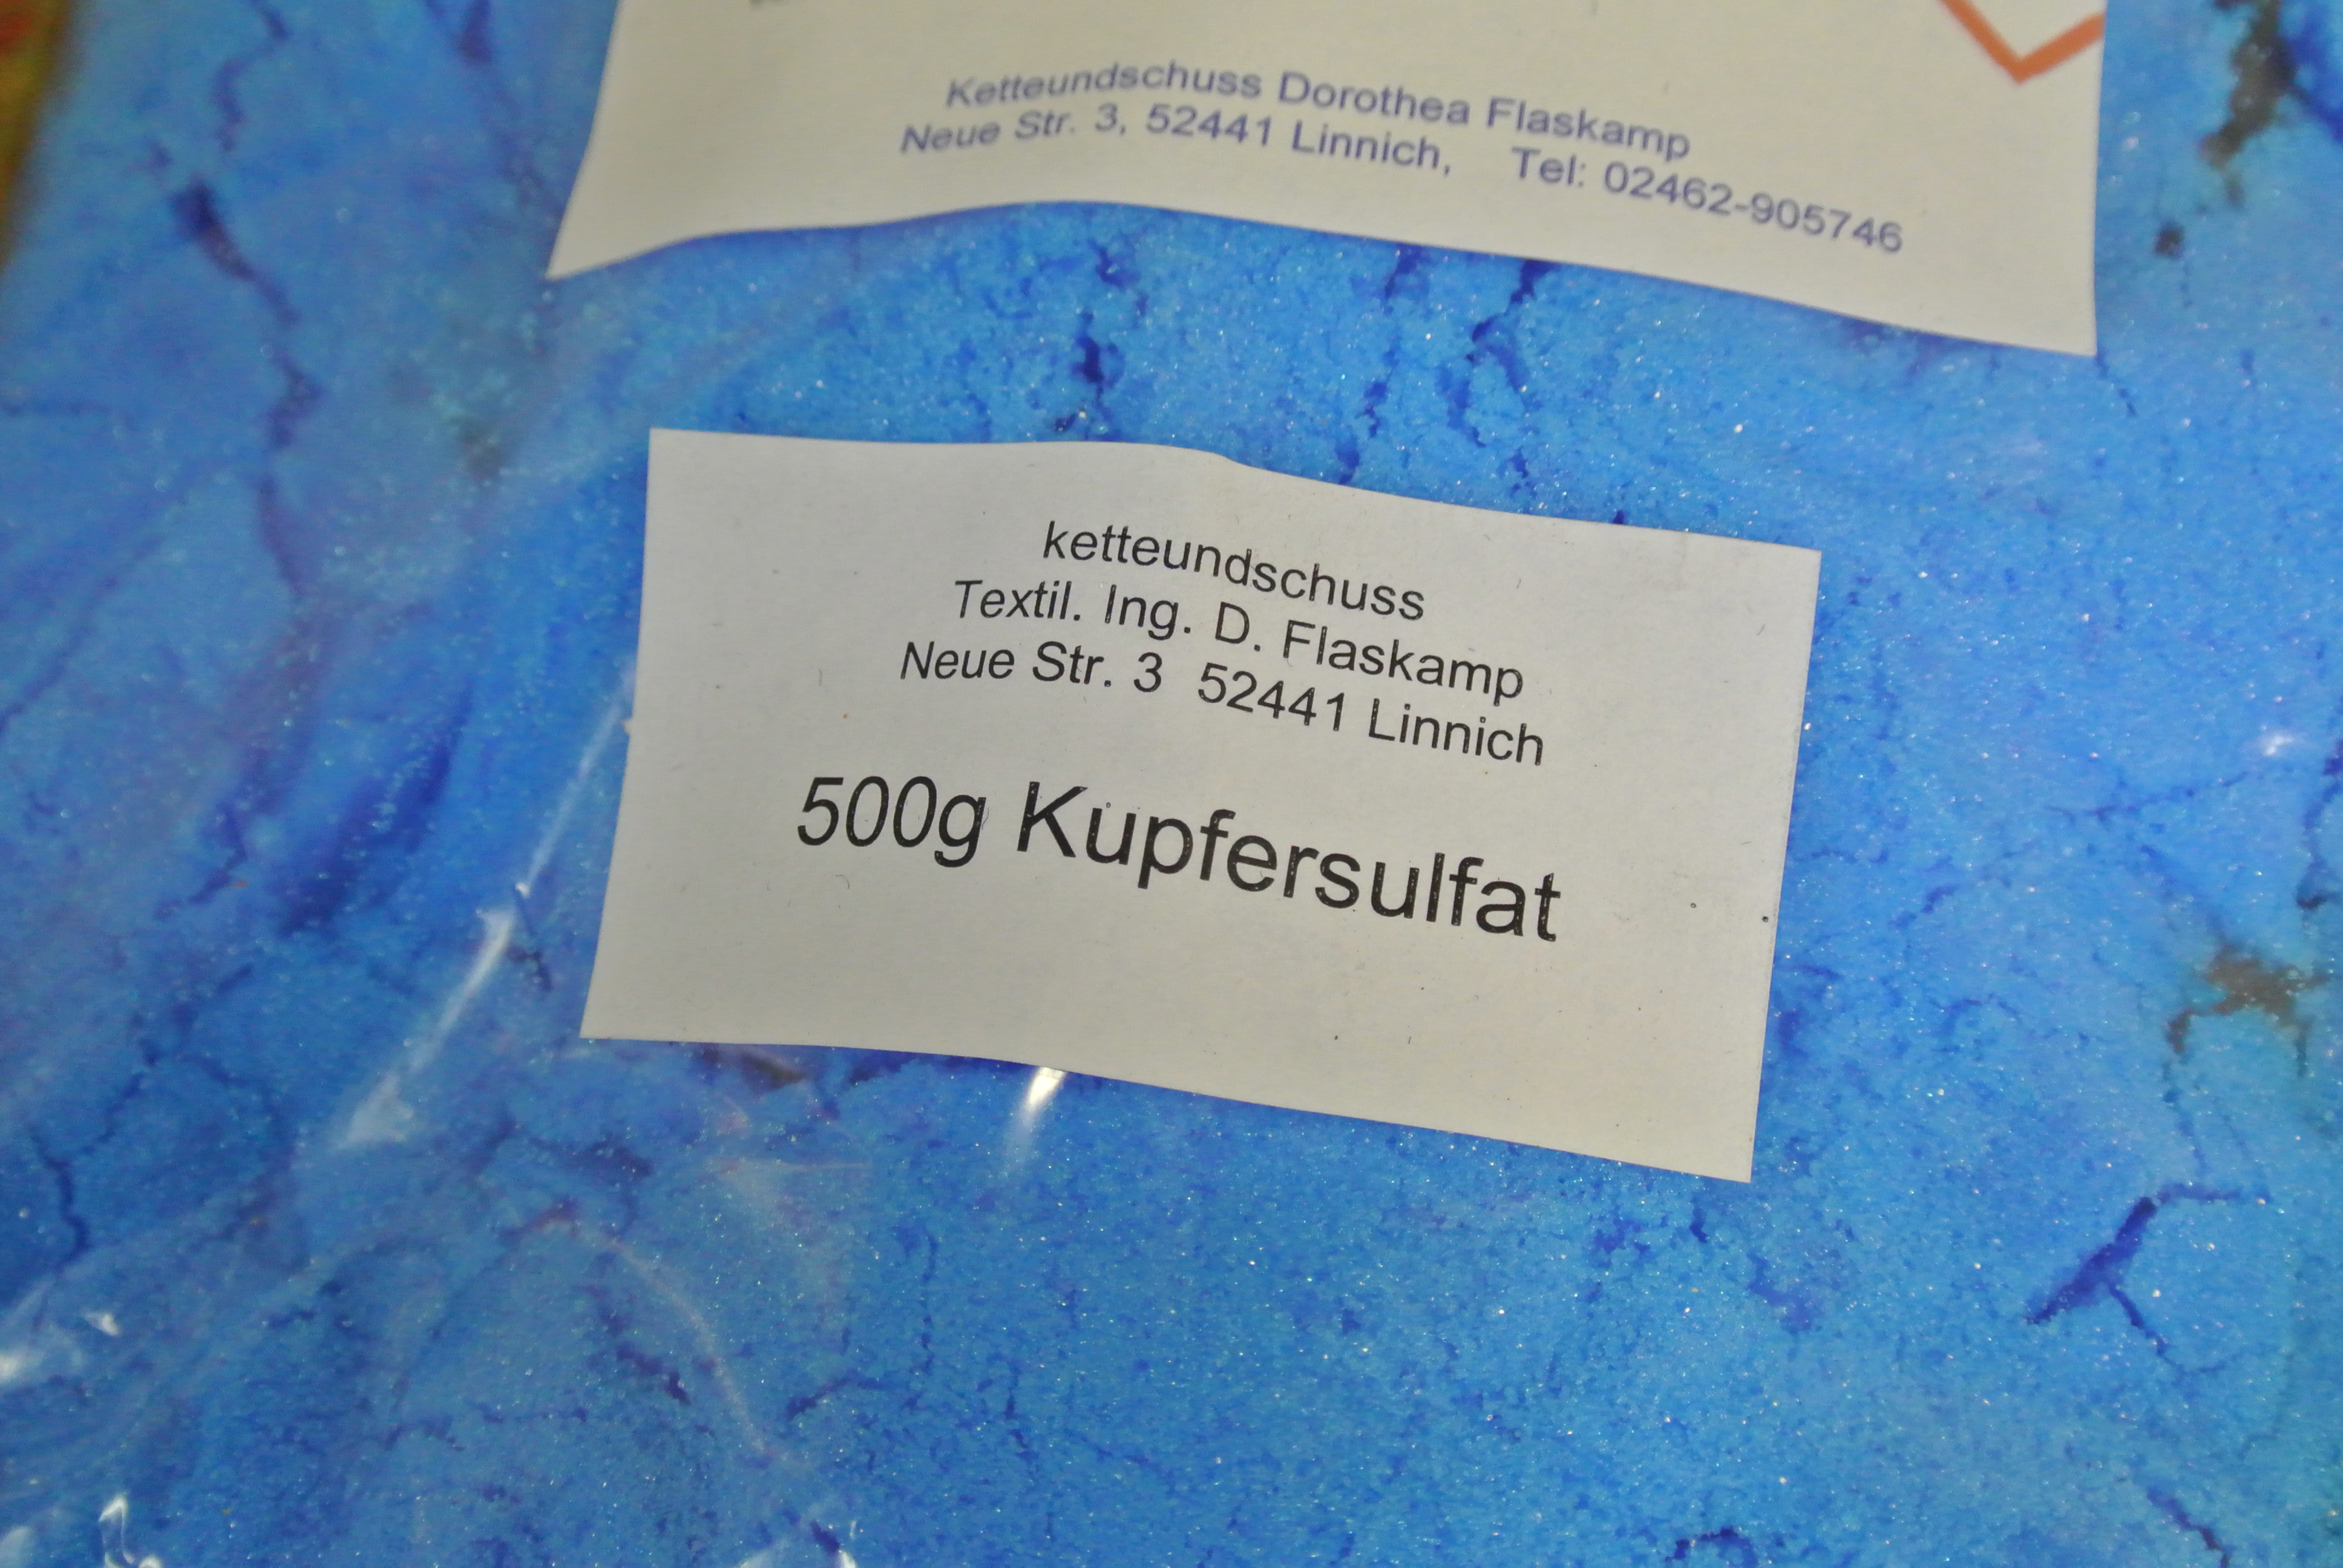 Ketteundschuss Dorothea Flaskamp
Neue Str. 3, 52441 Linnich, Tel: 02462-905746
ketteundschuss
Textil. Ing. D. Flaskamp
Neue Str. 3 52441 Linnich
500g Kupfersulfat